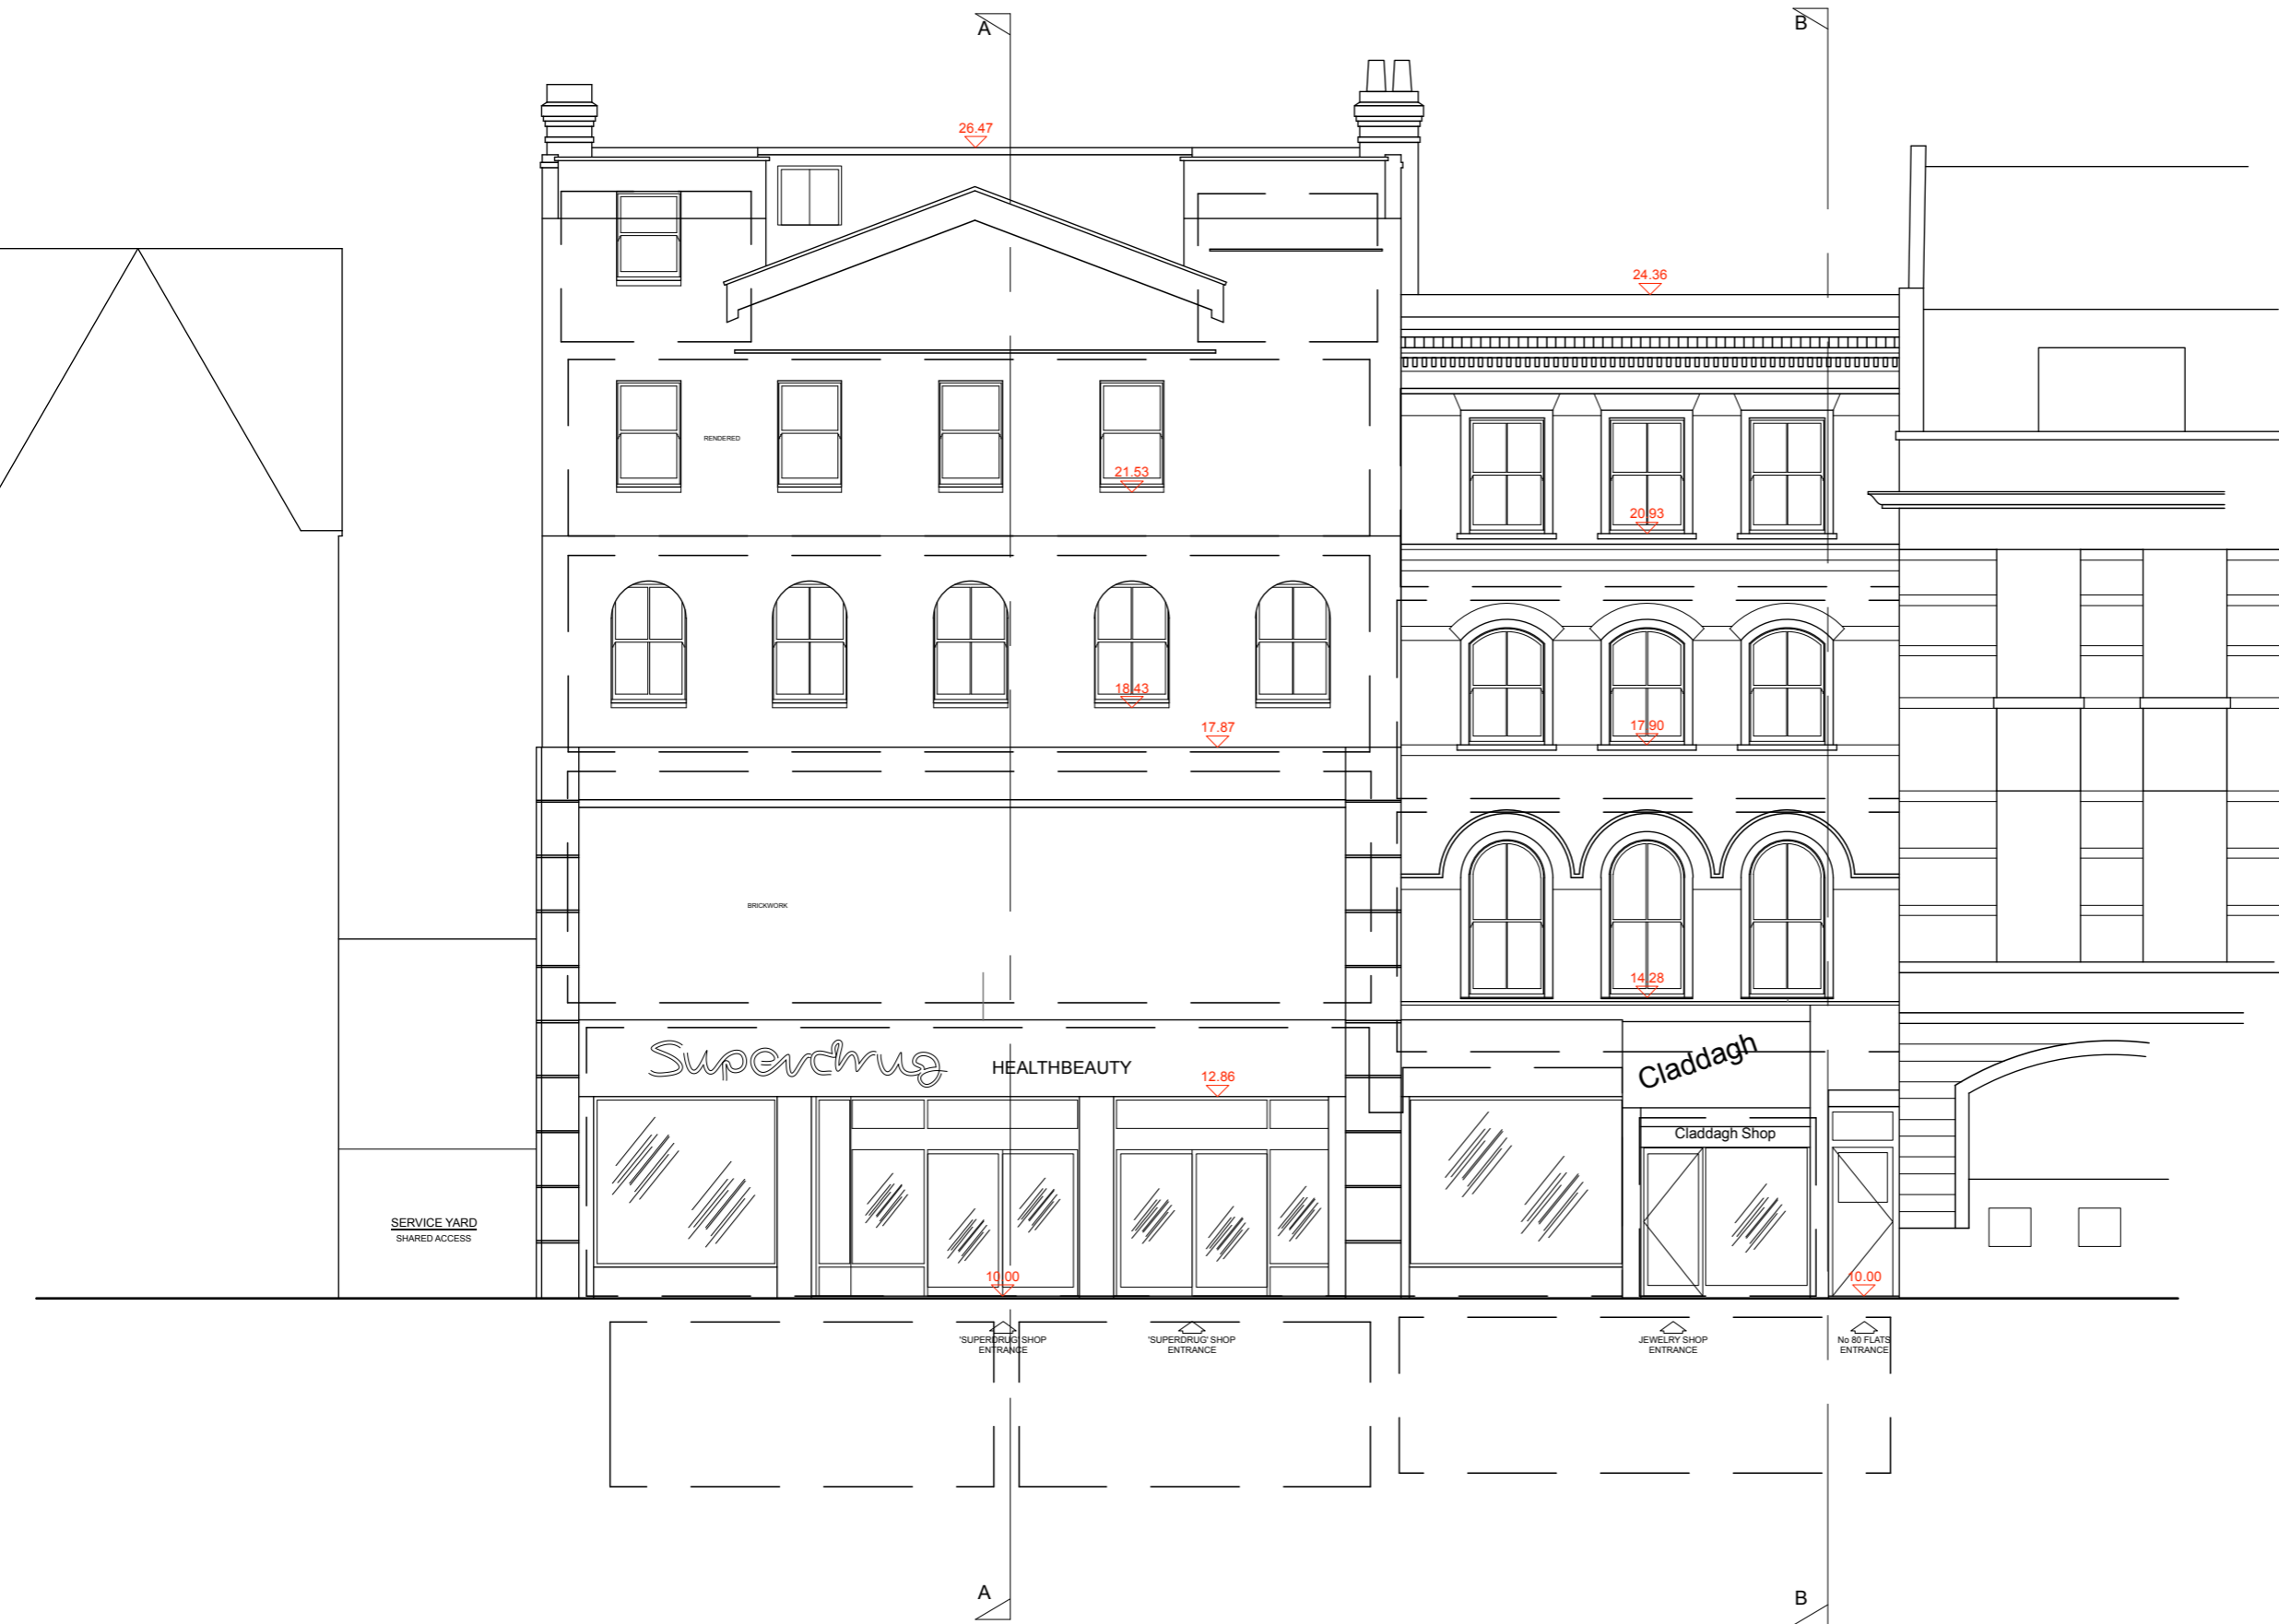 A
B
26.47
24.36
RENDERED
21.53
20.93
18.43
17.87
17.90
BRICKWORK
14.28
Superdrug
HEALTHBEAUTY
Claddagh
12.86
Claddagh Shop
SERVICE YARD
SHARED ACCESS
10.00
10.00
'SUPERDRUG' SHOP
ENTRANCE
'SUPERDRUG' SHOP
ENTRANCE
JEWELRY SHOP
ENTRANCE
No 80 FLATS
ENTRANCE
A
B